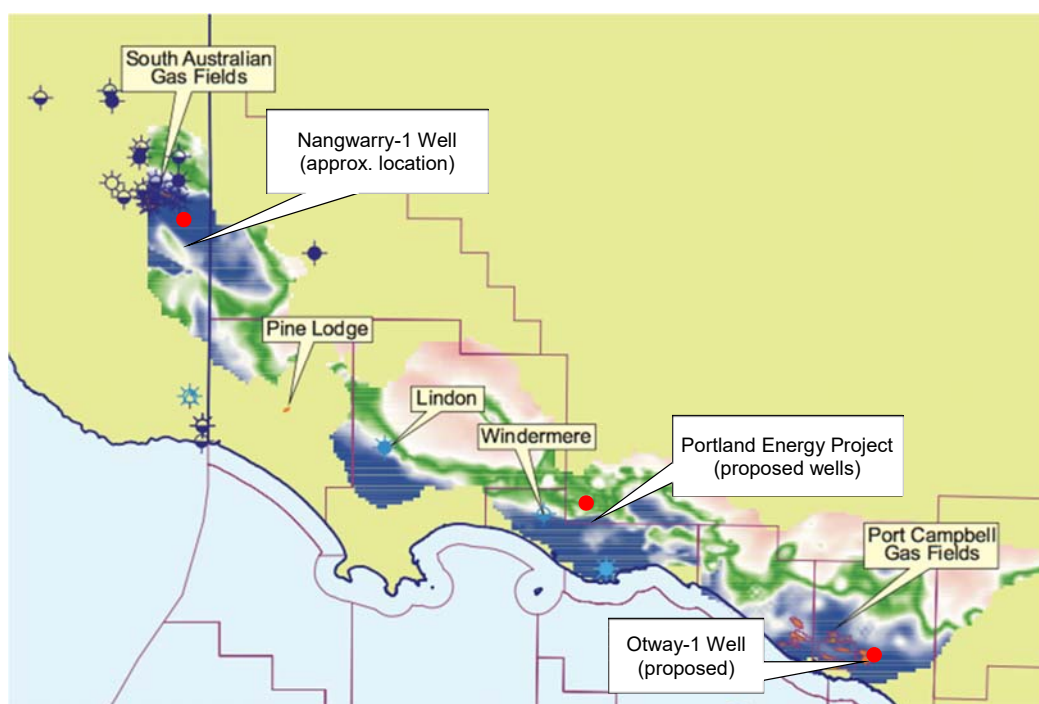 South Australian
Gas Fields
Nangwarry-1 Well
(approx. location)
Pine Lodge
Lindon
Windermere
Portland Energy Project
(proposed wells)
Port Campbell
Gas Fields
Otway-1 Well
(proposed)